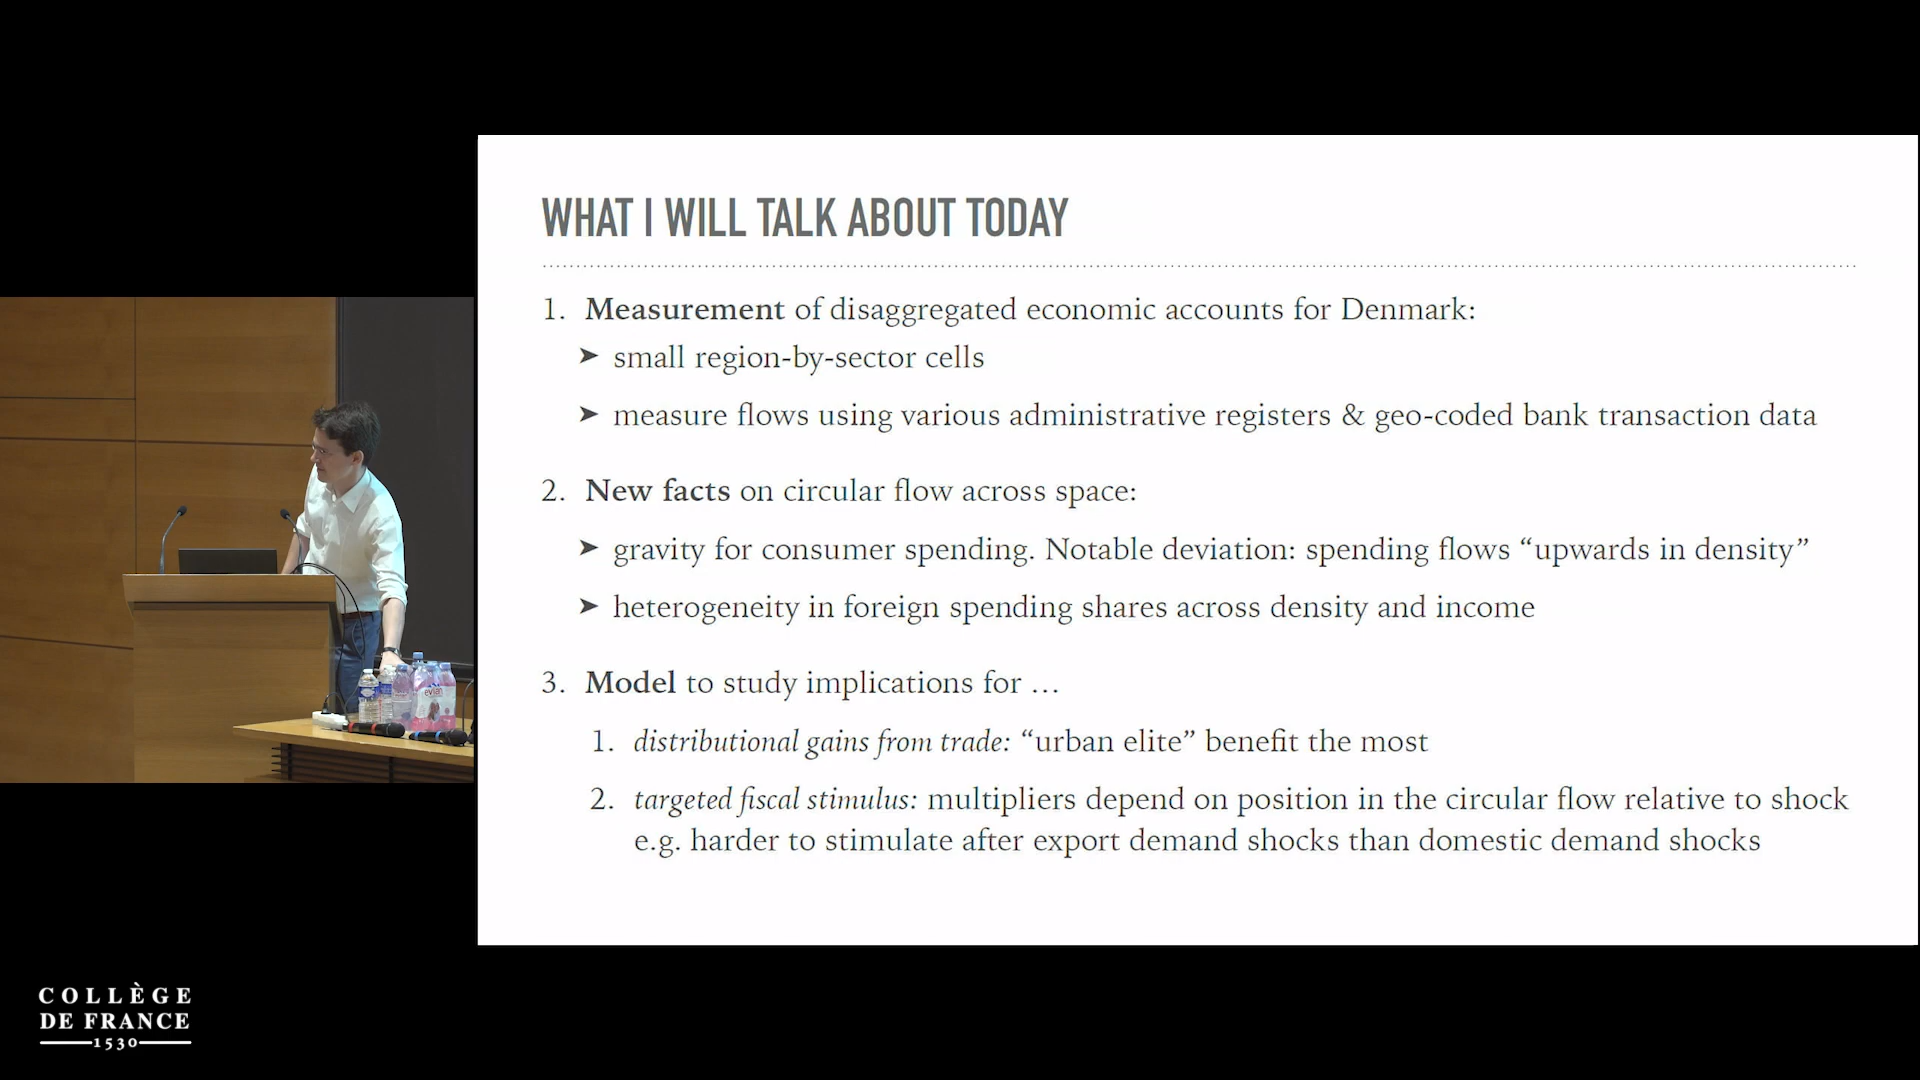 WHAT I WILL TALK ABOUT TODAY
1. Measurement of disaggregated economic accounts for Denmark:
➤ small region-by-sector cells
➤ measure flows using various administrative registers & geo-coded bank transaction data
2. New facts on circular flow across space:
➤ gravity for consumer spending. Notable deviation: spending flows “upwards in density”
➤ heterogeneity in foreign spending shares across density and income
3. Model to study implications for …
1. distributional gains from trade: “urban elite” benefit the most
2. targeted fiscal stimulus: multipliers depend on position in the circular flow relative to shock
e.g. harder to stimulate after export demand shocks than domestic demand shocks
evian
COLLÈGE
DE FRANCE
1530